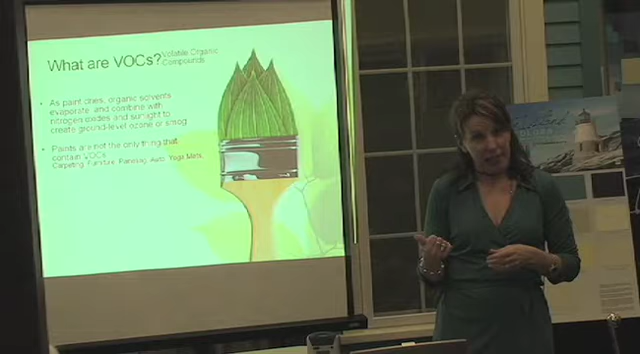 What are VOCs?
Volatile Organic
Compounds
• As paint dries, organic solvents
evaporate and combine with
nitrogen oxides and sunlight to
create ground-level ozone or smog
• Paints are not the only thing that
contain VOCs
Carpeting Furniture Planning Auto Yoga Mats